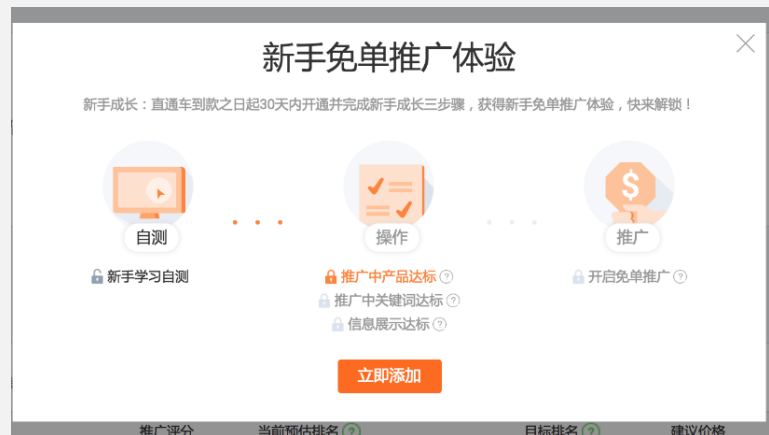 新手免单推广体验
新手成长：直通车到款之日起30天内开通并完成新手成长三步骤，获得新手免单推广体验，快来解锁！
自测
操作
推广
新手学习自测
推广中产品达标
开启免单推广
推广中关键词达标
信息展示达标
立即添加
推广评分 当前预估排名 目标排名 建议价格